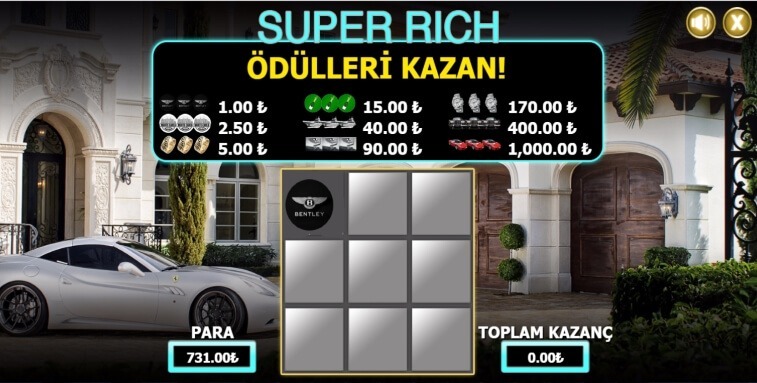 SUPER RICH
X
ÖDÜLLERİ KAZAN!
1.00 ₺ 15.00 ₺ 170.00 ₺
2.50 ₺ 40.00 ₺ 400.00 ₺
5.00 ₺ 90.00 ₺ 1,000.00 ₺
B
BENTLEY
PARA
731.00₺
TOPLAM KAZANÇ
0.00₺